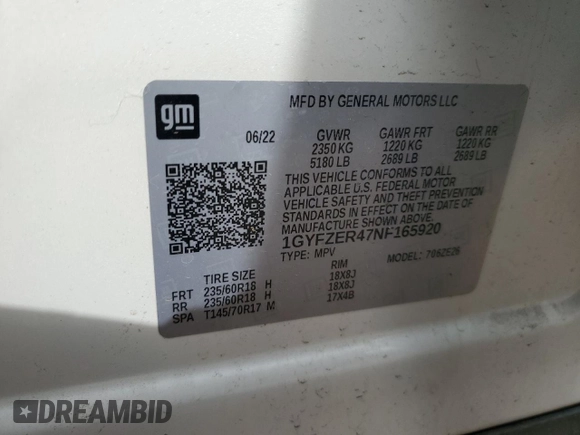 gm
MFD BY GENERAL MOTORS LLC
06/22 GVWR GAWR FRT GAWR RR
2350 KG 1220 KG 1220 KG
5180 LB 2689 LB 2689 LB
THIS VEHICLE CONFORMS TO ALL
APPLICABLE U.S. FEDERAL MOTOR
VEHICLE SAFETY AND THEFT PREVENTION
STANDARDS IN EFFECT ON THE DATE OF
MANUFACTURE SHOWN ABOVE.
1GYFZER47NF165920
TYPE: MPV MODEL: 7062E26
TIRE SIZE RIM
FRT 235/60R18 H 18X8J
RR 235/60R18 H 18X8J
SPA T145/70R17 M 17X4B
DREAMBID